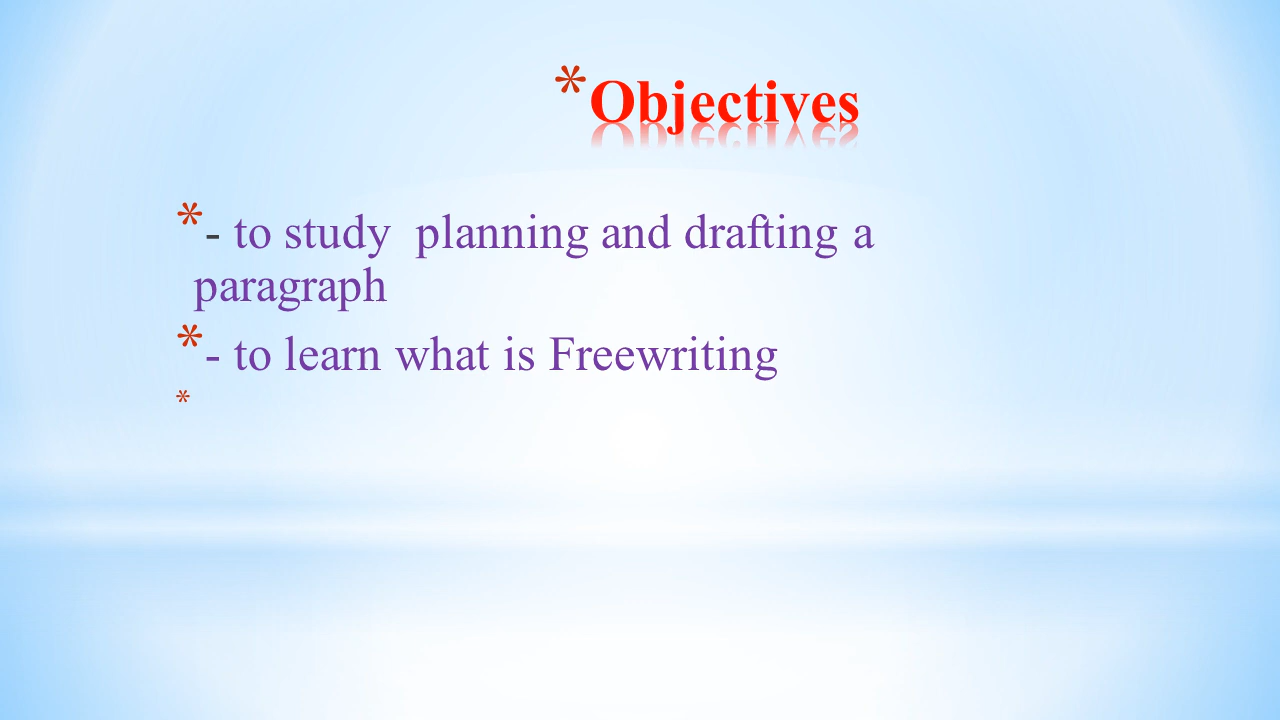 *Objectives
*- to study  planning and drafting a
paragraph
*- to learn what is Freewriting
*